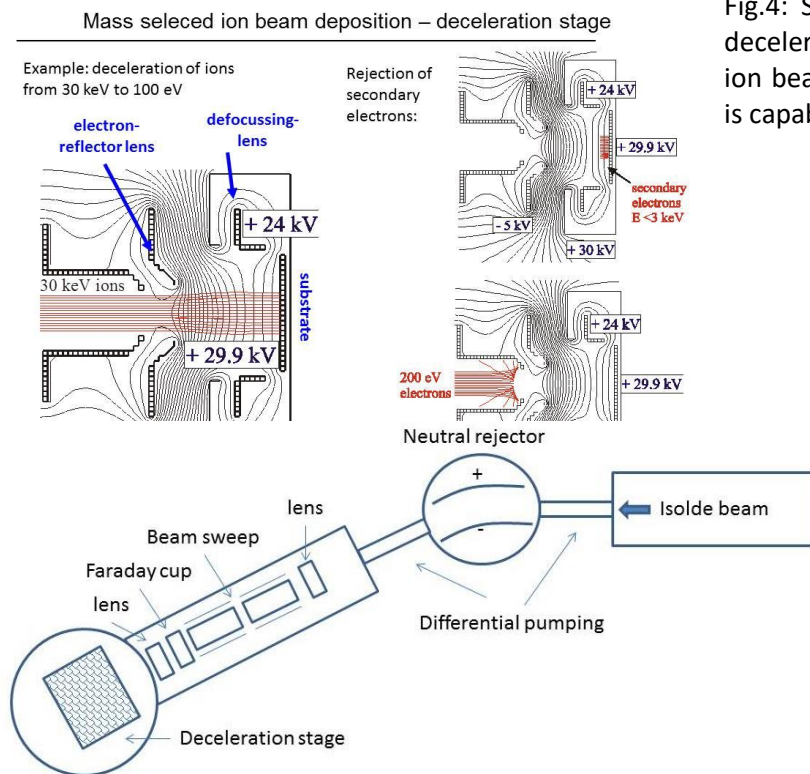 Mass seleced ion beam deposition – deceleration stage
Fig.4: S
deceler
ion bea
is capab
Example: deceleration of ions
from 30 keV to 100 eV
electron-
reflector lens
defocussing-
lens
+ 24 kV
30 keV ions
substrate
+ 29.9 kV
Rejection of
secondary
electrons:
+ 24 kV
+ 29.9 kV
secondary
electrons
E <3 keV
- 5 kV
+ 30 kV
+ 24 kV
200 eV
electrons
+ 29.9 kV
Neutral rejector
+
-
Isolde beam
lens
Beam sweep
Faraday cup
lens
Differential pumping
Deceleration stage